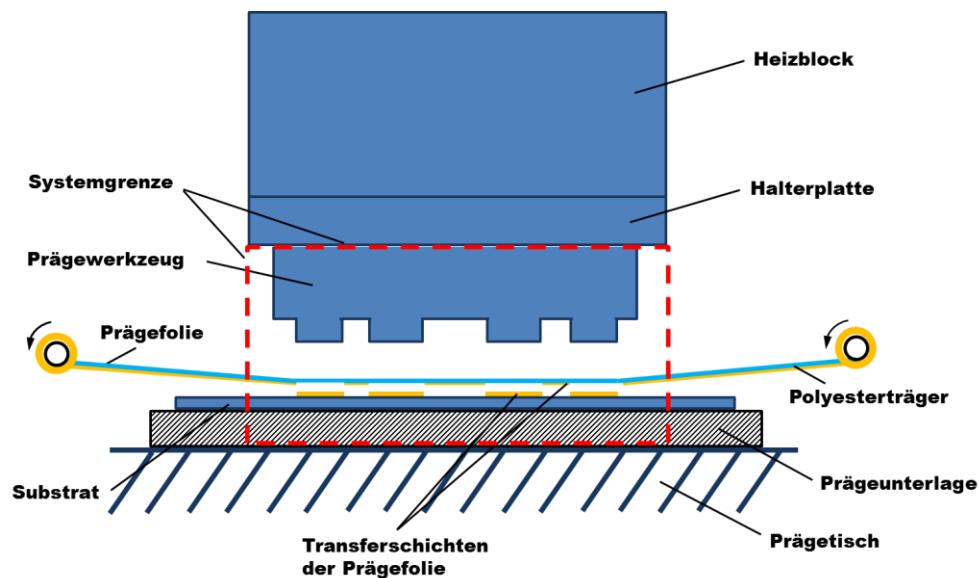 Heizblock
Systemgrenze
Halterplatte
Prägewerkzeug
Prägefolie
Polyesterträger
Substrat
Prägeunterlage
Transferschichten
der Prägefolie
Prägetisch